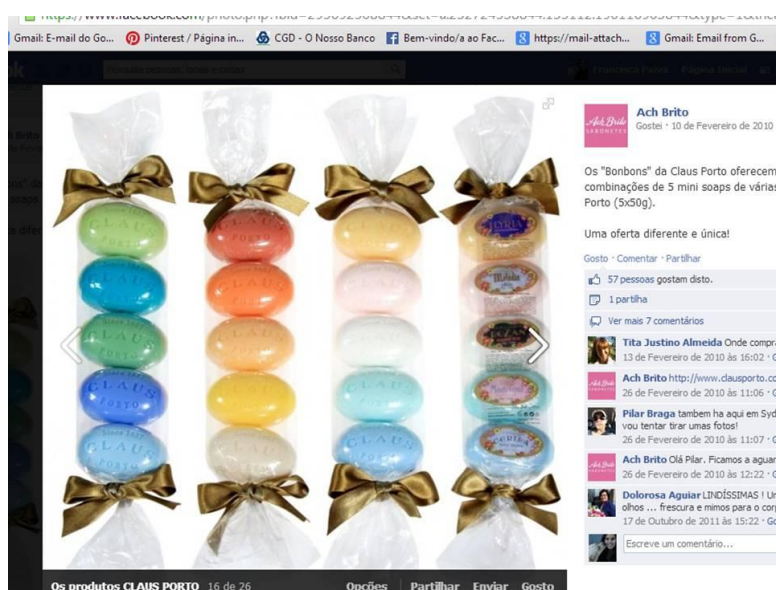 https://www.facebook.com/photo.php?fbid=
Gmail: E-mail do Go...
Pinterest / Página in...
CGD - O Nosso Banco
Bem-vindo/a ao Fac...
https://mail-attach...
Gmail: Email from G...
Página Inicial
Ach Brito
Gostei · 10 de Fevereiro de 2010
Os "Bonbons" da Claus Porto oferecem
combinações de 5 mini soaps de várias
Porto (5x50g).
Uma oferta diferente e única!
Gosto · Comentar · Partilhar
57 pessoas gostam disto.
1 partilha
Ver mais 7 comentários
Tita Justino Almeida Onde compra
13 de Fevereiro de 2010 às 16:02 · G
Ach Brito http://www.clausporto.co
26 de Fevereiro de 2010 às 11:06 · G
Pilar Braga tambem ha aqui em Syd
vou tentar tirar umas fotos!
26 de Fevereiro de 2010 às 11:07 · G
Ach Brito Olá Pilar. Ficamos a aguar
26 de Fevereiro de 2010 às 12:22 · G
Dolorosa Aguiar LINDÍSSIMAS ! Un
olhos ... frescura e mimos para o corp
17 de Outubro de 2011 às 15:22 · Go
Escreve um comentário...
CLAUS
PORTO
Os produtos CLAUS PORTO 16 de 26
Opções Partilhar Enviar Gosto